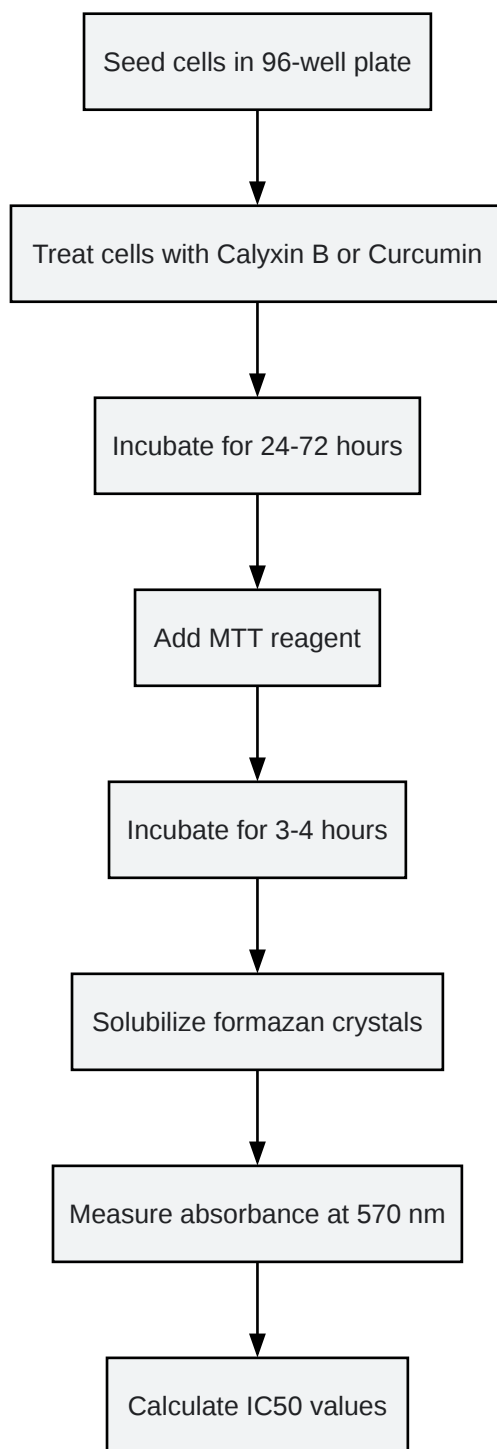 Seed cells in 96-well plate
Treat cells with Calyxin B or Curcumin
Incubate for 24-72 hours
Add MTT reagent
Incubate for 3-4 hours
Solubilize formazan crystals
Measure absorbance at 570 nm
Calculate IC50 values